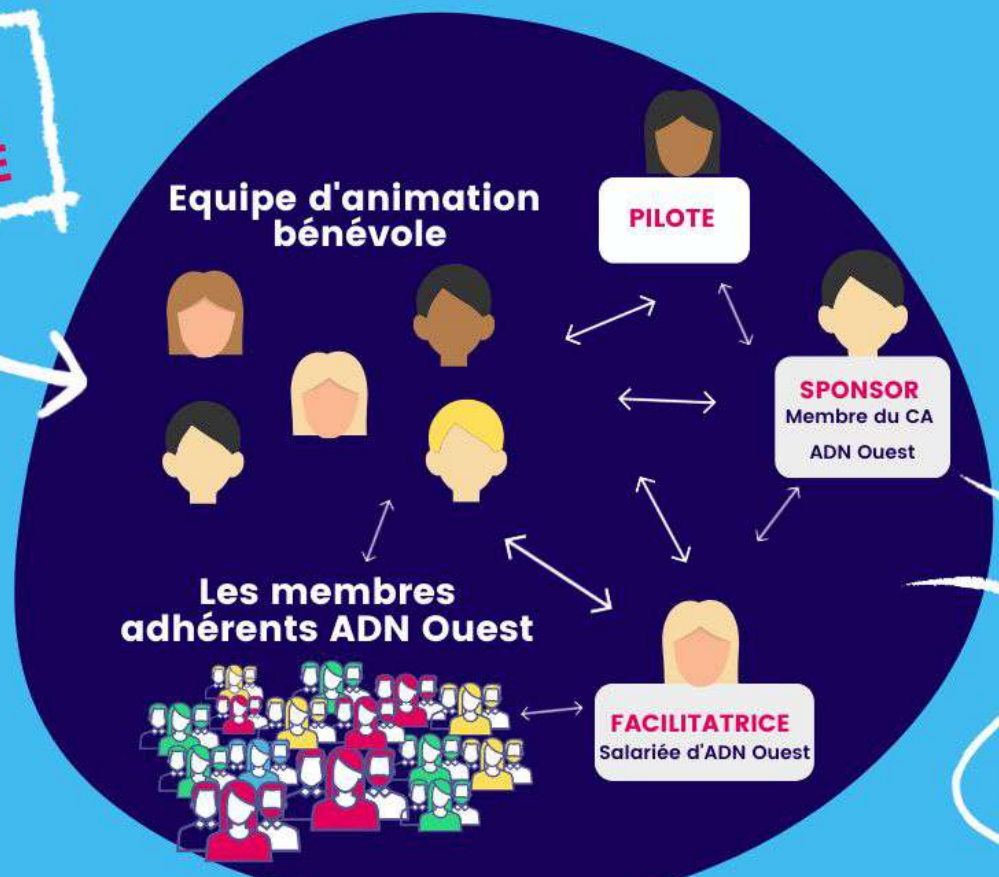 Equipe d'animation
bénévole
PILOTE
SPONSOR
Membre du CA
ADN Ouest
Les membres
adhérents ADN Ouest
FACILITATRICE
Salariée d'ADN Ouest